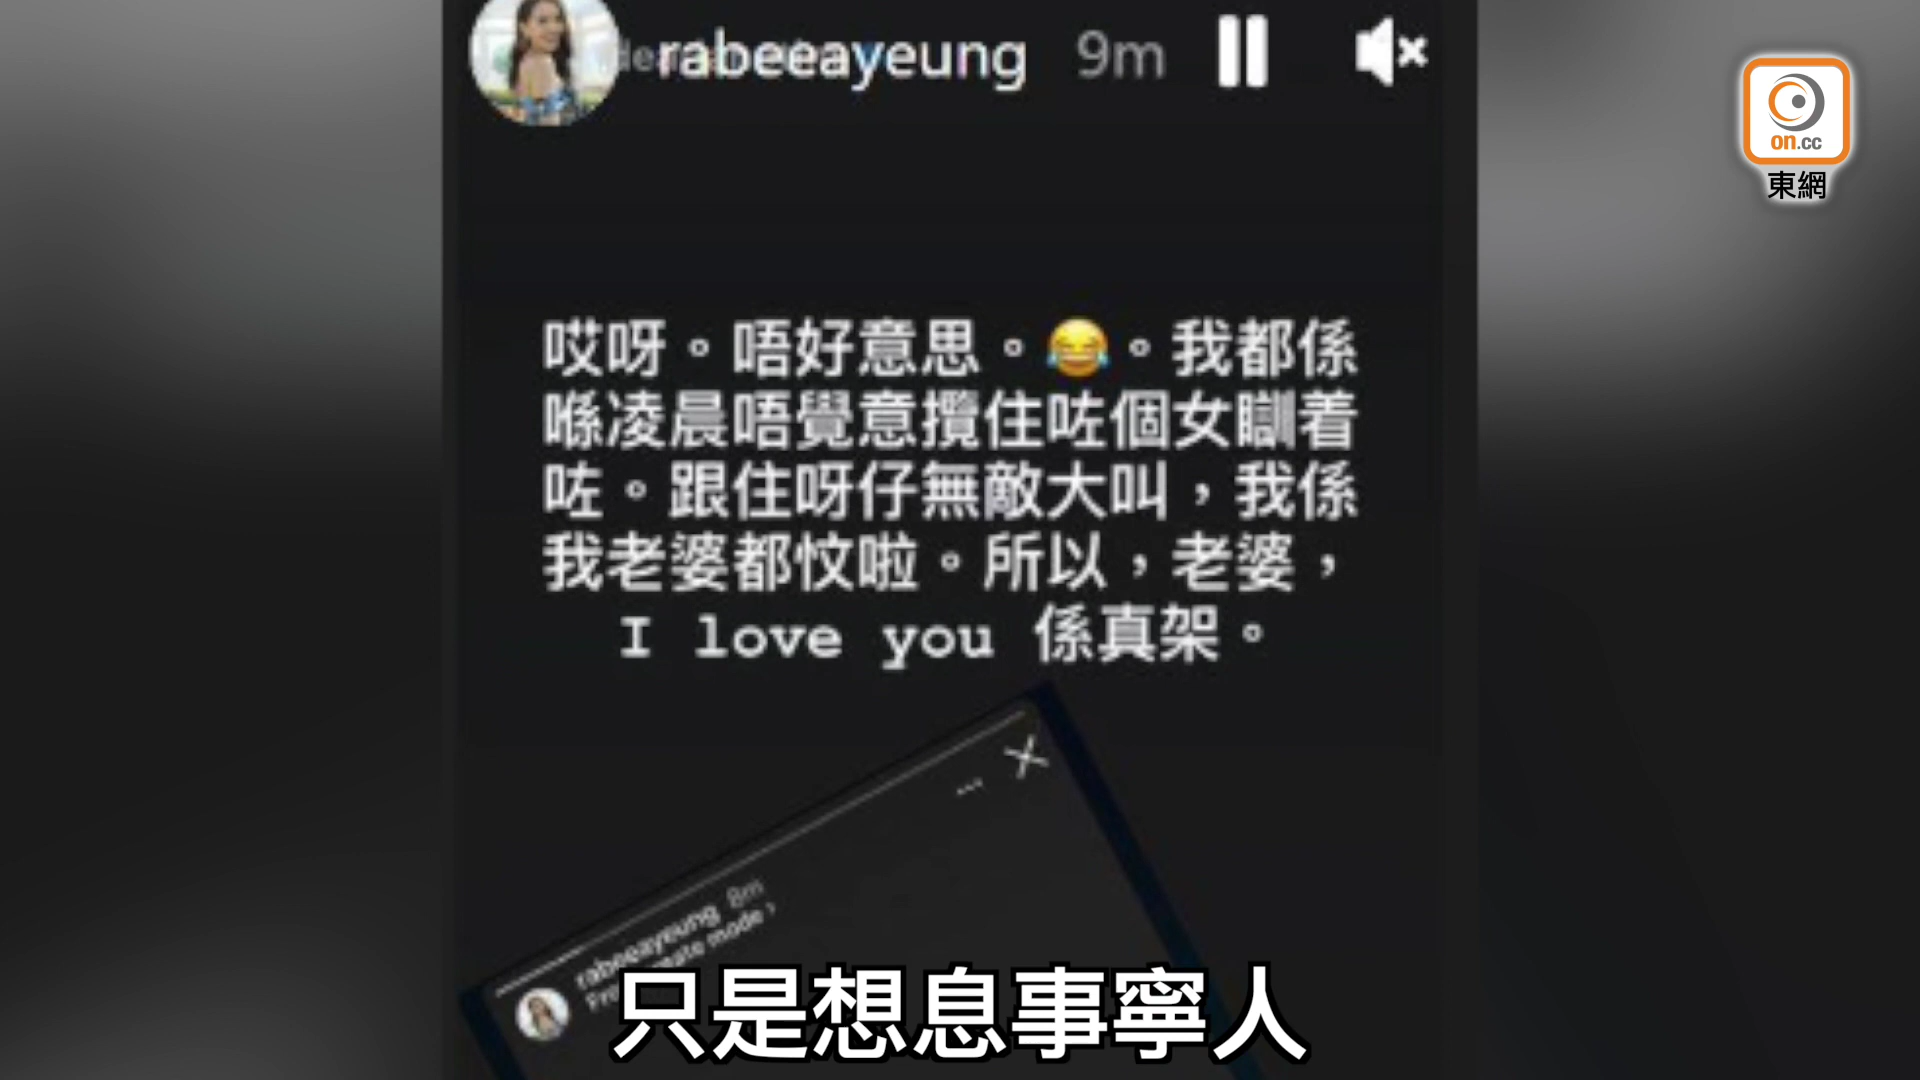 rabeeayeung 9m
on.cc
東網
哎呀。唔好意思。😂。我都係
喺凌晨唔覺意攬住咗個女瞓着
咗。跟住呀仔無敵大叫，我係
我老婆都忟啦。所以，老婆，
I love you 係真架。
rabeeayeung 8m
mode ›
只是想息事寧人